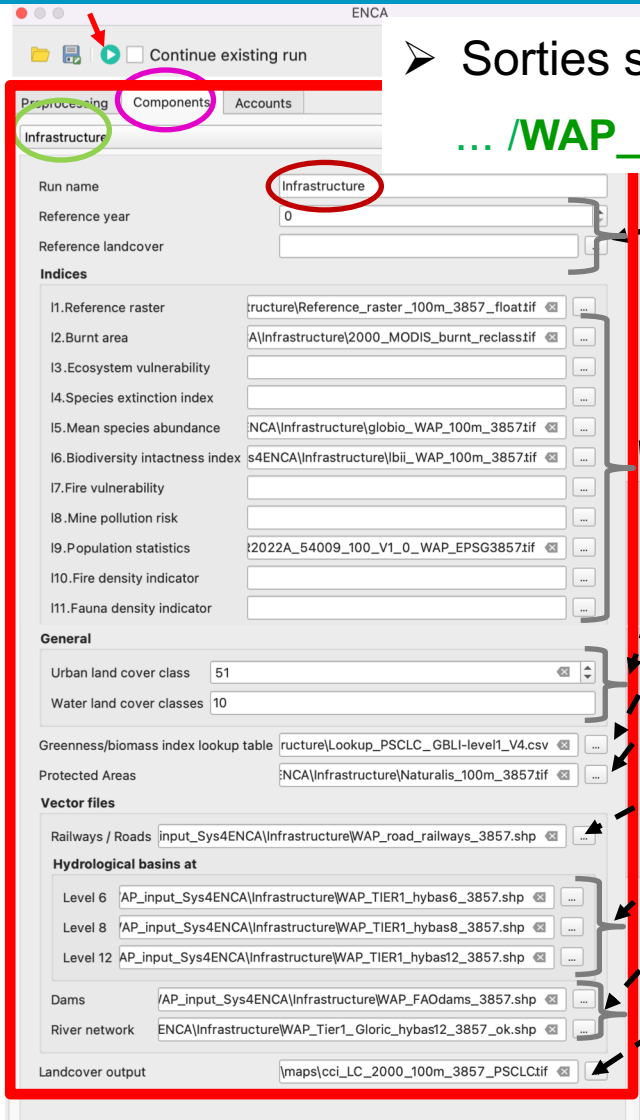 ENCA
Continue existing run
➢ Sorties s
... /WAP_
Preprocessing Components Accounts
Infrastructure
Run name Infrastructure
Reference year 0
Reference landcover ...
Indices
I1.Reference raster tructure\Reference_raster_100m_3857_float.tif ...
I2.Burnt area A\Infrastructure\2000_MODIS_burnt_reclass.tif ...
I3.Ecosystem vulnerability ...
I4.Species extinction index ...
I5.Mean species abundance NCA\Infrastructure\globio_WAP_100m_3857.tif ...
I6.Biodiversity intactness index s4ENCA\Infrastructure\lbii_WAP_100m_3857.tif ...
I7.Fire vulnerability ...
I8.Mine pollution risk ...
I9.Population statistics R2022A_54009_100_V1_0_WAP_EPSG3857.tif ...
I10.Fire density indicator ...
I11.Fauna density indicator ...
General
Urban land cover class 51
Water land cover classes 10
Greenness/biomass index lookup table ructure\Lookup_PSCLC_GBLI-level1_V4.csv ...
Protected Areas ENCA\Infrastructure\Naturalis_100m_3857.tif ...
Vector files
Railways / Roads input_Sys4ENCA\Infrastructure\WAP_road_railways_3857.shp ...
Hydrological basins at
Level 6 AP_input_Sys4ENCA\Infrastructure\WAP_TIER1_hybas6_3857.shp ...
Level 8 AP_input_Sys4ENCA\Infrastructure\WAP_TIER1_hybas8_3857.shp ...
Level 12 AP_input_Sys4ENCA\Infrastructure\WAP_TIER1_hybas12_3857.shp ...
Dams /AP_input_Sys4ENCA\Infrastructure\WAP_FAOdams_3857.shp ...
River network ENCA\Infrastructure\WAP_Tier1_Gloric_hybas12_3857_ok.shp ...
Landcover output \maps\cci_LC_2000_100m_3857_PSCLC.tif